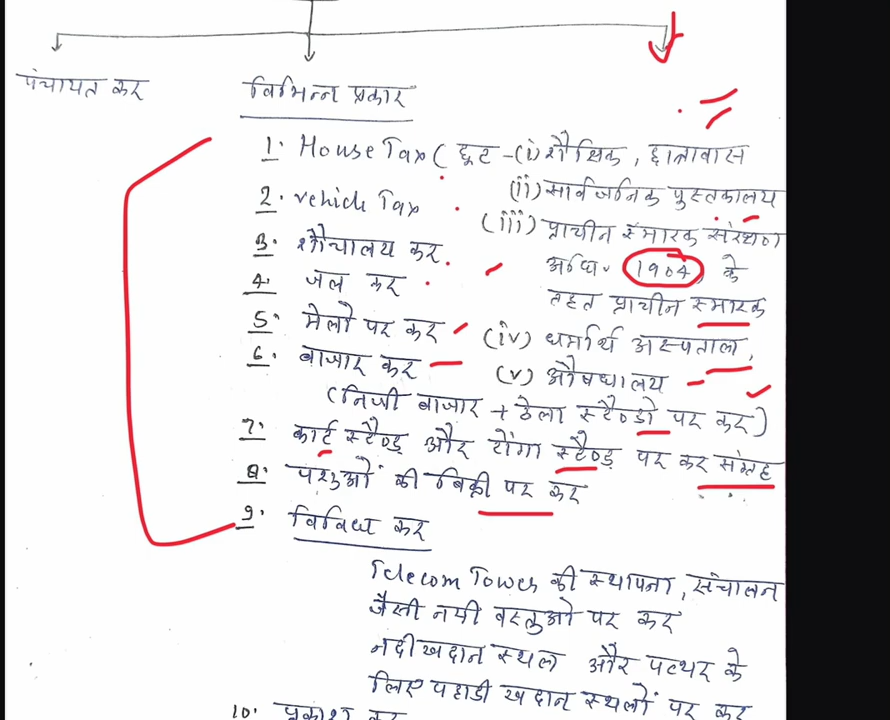 पंचायत कर
विभिन्न प्रकार
1. House Tax ( छूट - (i) शैक्षिक, छात्रावास
(ii) सार्वजनिक पुस्तकालय
2. vehicle Tax
(iii) प्राचीन स्मारक संरक्षण
3. शौचालय कर.
अधि. 1904, के
4. जल कर
तहत प्राचीन स्मारक
5. मेलों पर कर
(iv) धर्मार्थ अस्पताल,
6. बाजार कर
(v) औषधालय
(निजी बाजार + ठेला स्टैण्डो पर कर)
7. कार्ट स्टैण्ड और टोंगा स्टैण्ड पर कर संग्रह
8. पशुओं की बिक्री पर कर
9. विविध कर
Telecom Tower की स्थापना, संचालन
जैसी नयी वस्तुओ पर कर
नदी खदान स्थल और पत्थर के
लिए पहाडी खदान स्थलों पर कर
10. प्रकाश कर